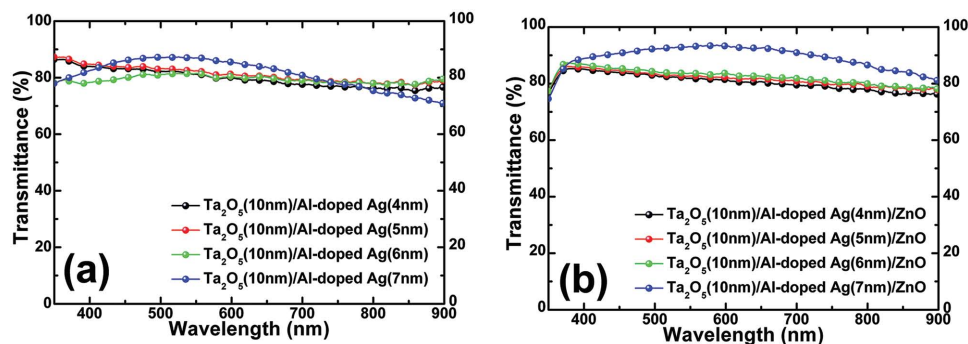 100
80
60
40
20
0
Transmittance (%)
100
80
60
40
20
0
400 500 600 700 800 900
Wavelength (nm)
Ta₂O₅(10nm)/Al-doped Ag(4nm)
Ta₂O₅(10nm)/Al-doped Ag(5nm)
Ta₂O₅(10nm)/Al-doped Ag(6nm)
Ta₂O₅(10nm)/Al-doped Ag(7nm)
(a)
100
80
60
40
20
0
Transmittance (%)
100
80
60
40
20
0
400 500 600 700 800 900
Wavelength (nm)
Ta₂O₅(10nm)/Al-doped Ag(4nm)/ZnO
Ta₂O₅(10nm)/Al-doped Ag(5nm)/ZnO
Ta₂O₅(10nm)/Al-doped Ag(6nm)/ZnO
Ta₂O₅(10nm)/Al-doped Ag(7nm)/ZnO
(b)